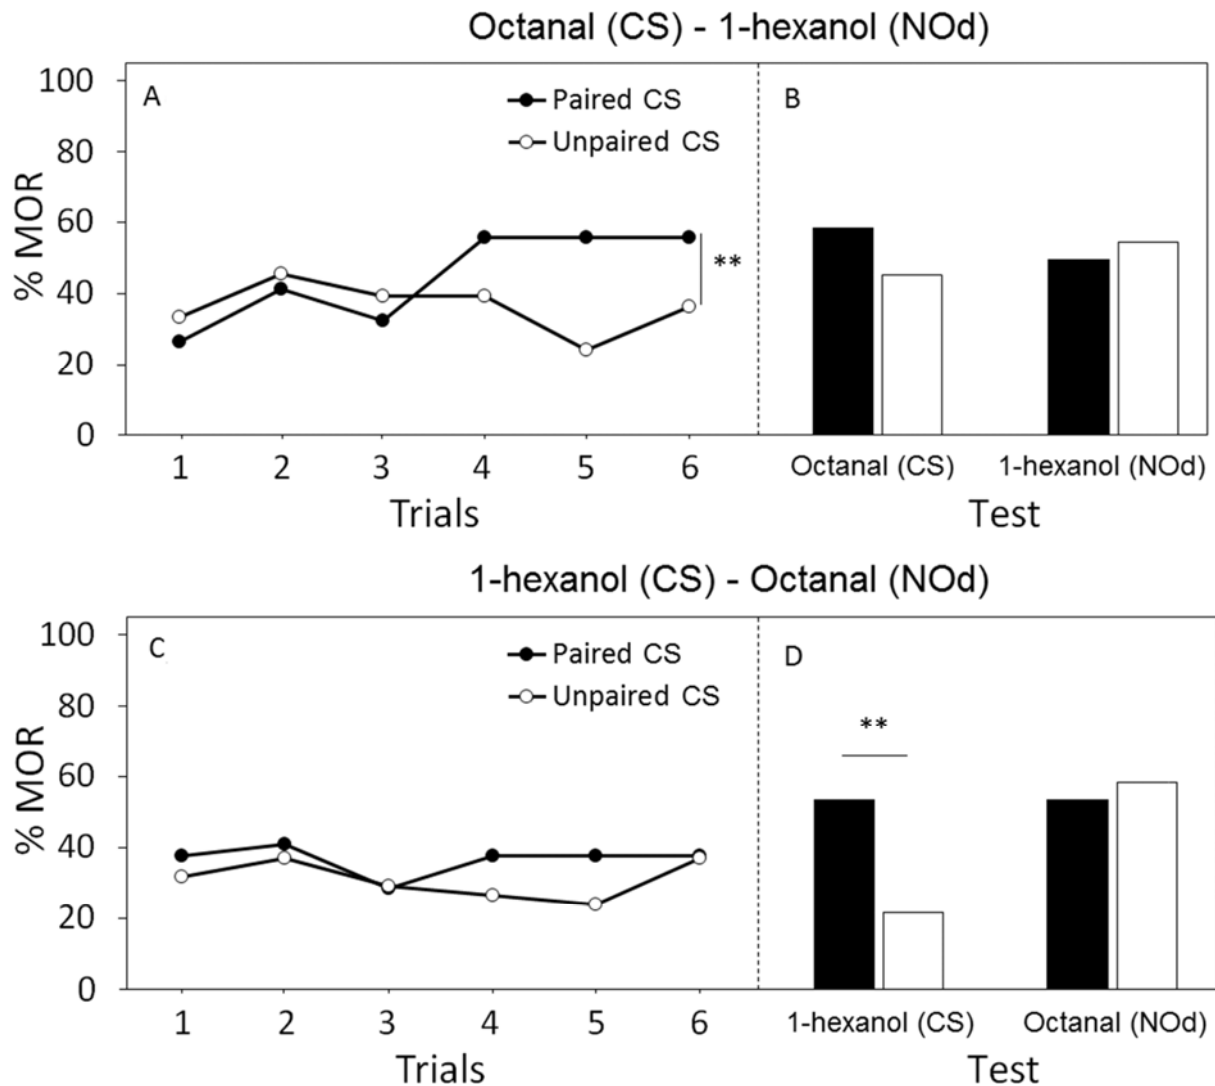 Octanal (CS) - 1-hexanol (NOd)
A
Paired CS
Unpaired CS
B
% MOR
100
80
60
40
20
0
**
1 2 3 4 5 6
Trials
Octanal (CS) 1-hexanol (NOd)
Test
1-hexanol (CS) - Octanal (NOd)
C
Paired CS
Unpaired CS
D
% MOR
100
80
60
40
20
0
**
1 2 3 4 5 6
Trials
1-hexanol (CS) Octanal (NOd)
Test